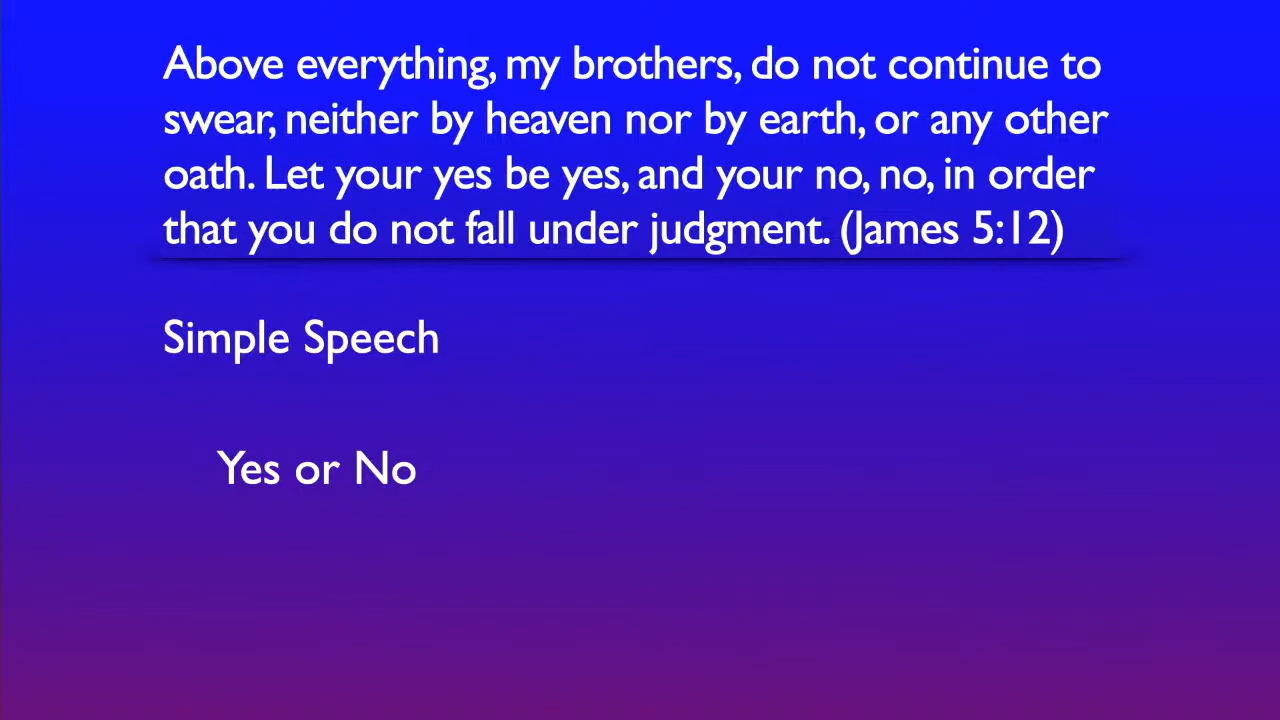 Above everything, my brothers, do not continue to
swear, neither by heaven nor by earth, or any other
oath. Let your yes be yes, and your no, no, in order
that you do not fall under judgment. (James 5:12)
Simple Speech
Yes or No